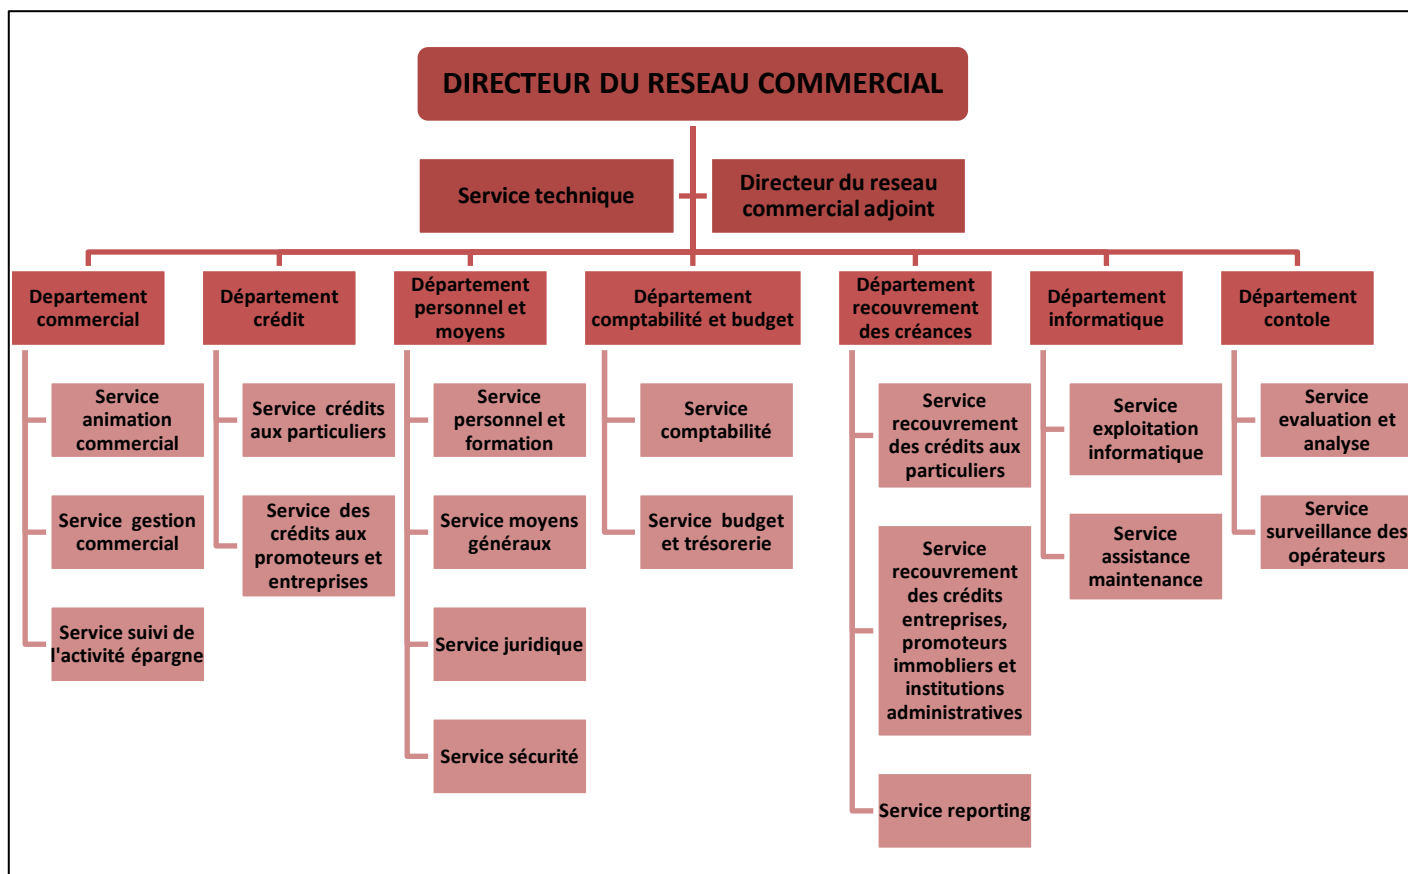 DIRECTEUR DU RESEAU COMMERCIAL
Service technique
Directeur du reseau
commercial adjoint
Departement
commercial
Département
crédit
Département
personnel et
moyens
Département
comptabilité et budget
Département
recouvrement
des créances
Département
informatique
Département
contole
Service
animation
commercial
Service gestion
commercial
Service suivi de
l'activité épargne
Service crédits
aux particuliers
Service des
crédits aux
promoteurs et
entreprises
Service
personnel et
formation
Service moyens
généraux
Service juridique
Service sécurité
Service
comptabilité
Service budget
et trésorerie
Service
recouvrement
des crédits aux
particuliers
Service
recouvrement
des crédits
entreprises,
promoteurs
immobliers et
institutions
administratives
Service reporting
Service
exploitation
informatique
Service
assistance
maintenance
Service
evaluation et
analyse
Service
surveillance des
opérateurs